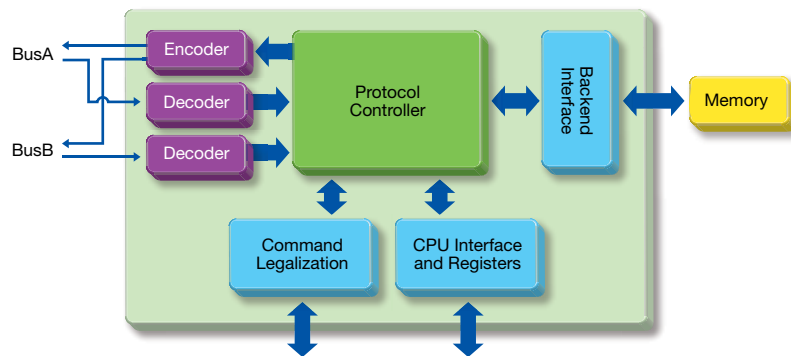 BusA
Encoder
Decoder
BusB
Decoder
Protocol
Controller
Backend
Interface
Memory
Command
Legalization
CPU Interface
and Registers